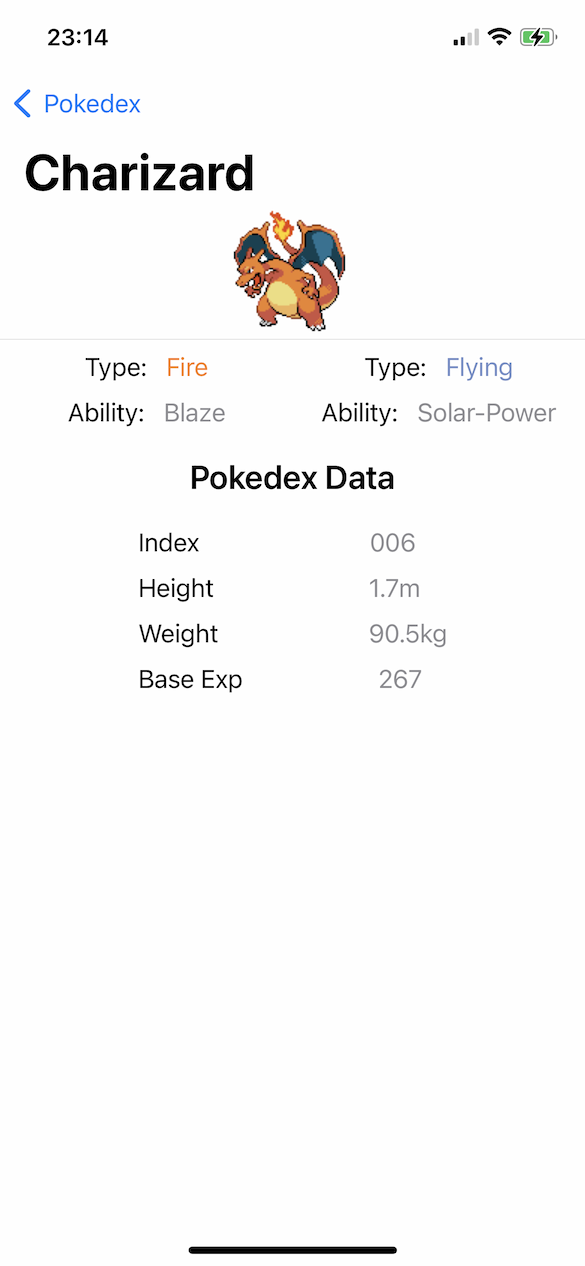 23:14
Pokedex
Charizard
Type: Fire Type: Flying
Ability: Blaze Ability: Solar-Power
Pokedex Data
Index 006
Height 1.7m
Weight 90.5kg
Base Exp 267